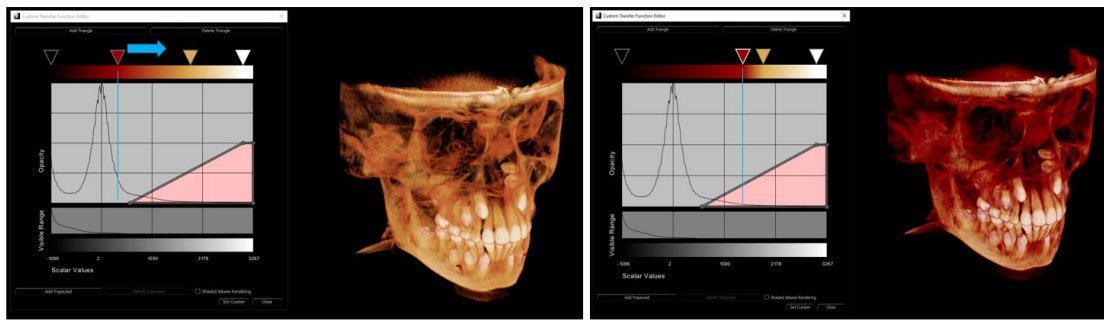 Custom Transfer Function Editor
Add Triangle
Delete Triangle
Opacity
Visible Range
-1086
2
1090
2178
3267
Scalar Values
Add Trapezoid
Delete Trapezoid
Shaded Volume Rendering
Set Custom
Close
Custom Transfer Function Editor
Add Triangle
Delete Triangle
Opacity
Visible Range
-1086
2
1090
2178
3267
Scalar Values
Add Trapezoid
Delete Trapezoid
Shaded Volume Rendering
Set Custom
Close